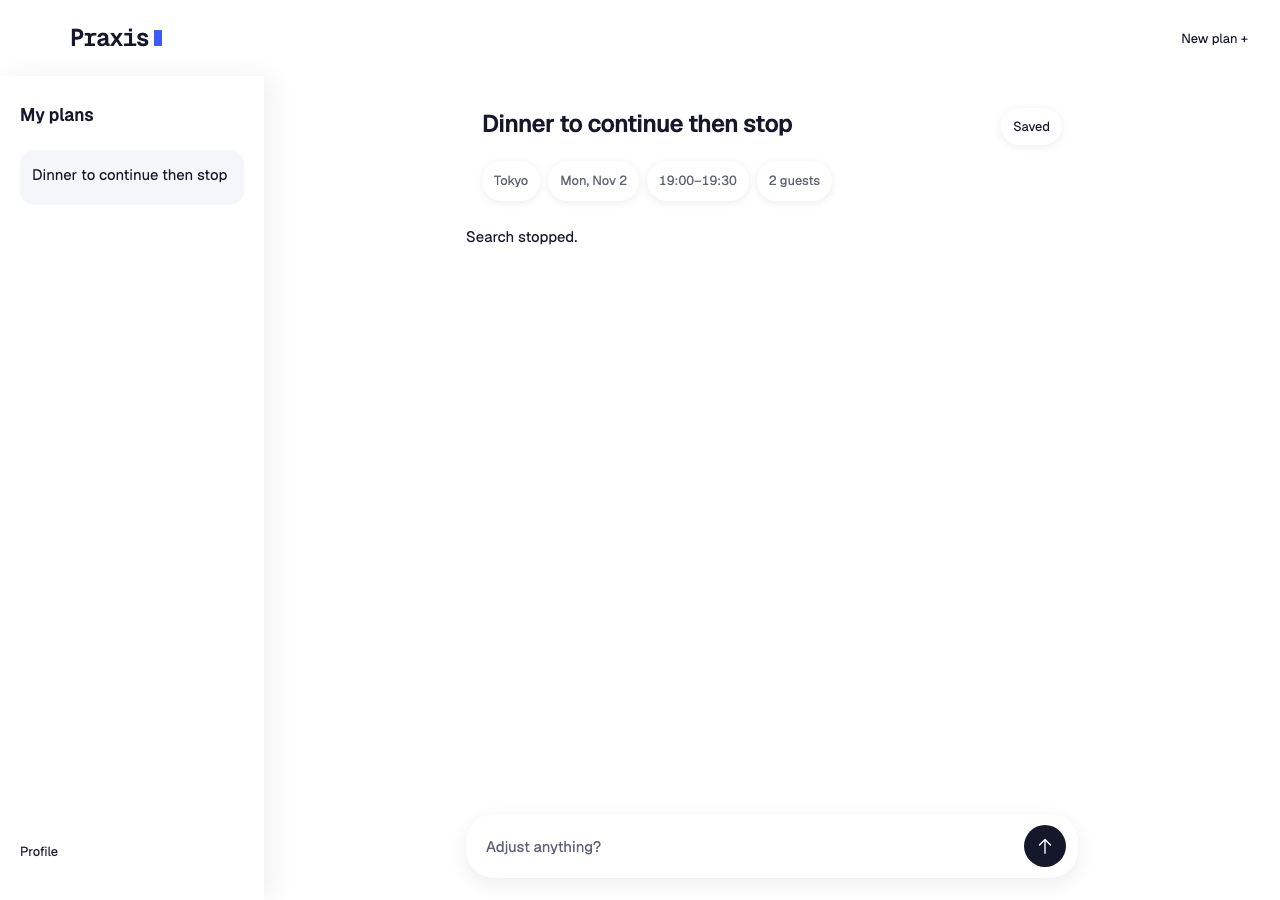 Praxis
New plan +
My plans
Dinner to continue then stop
Dinner to continue then stop
Saved
Tokyo
Mon, Nov 2
19:00–19:30
2 guests
Search stopped.
Adjust anything?
Profile